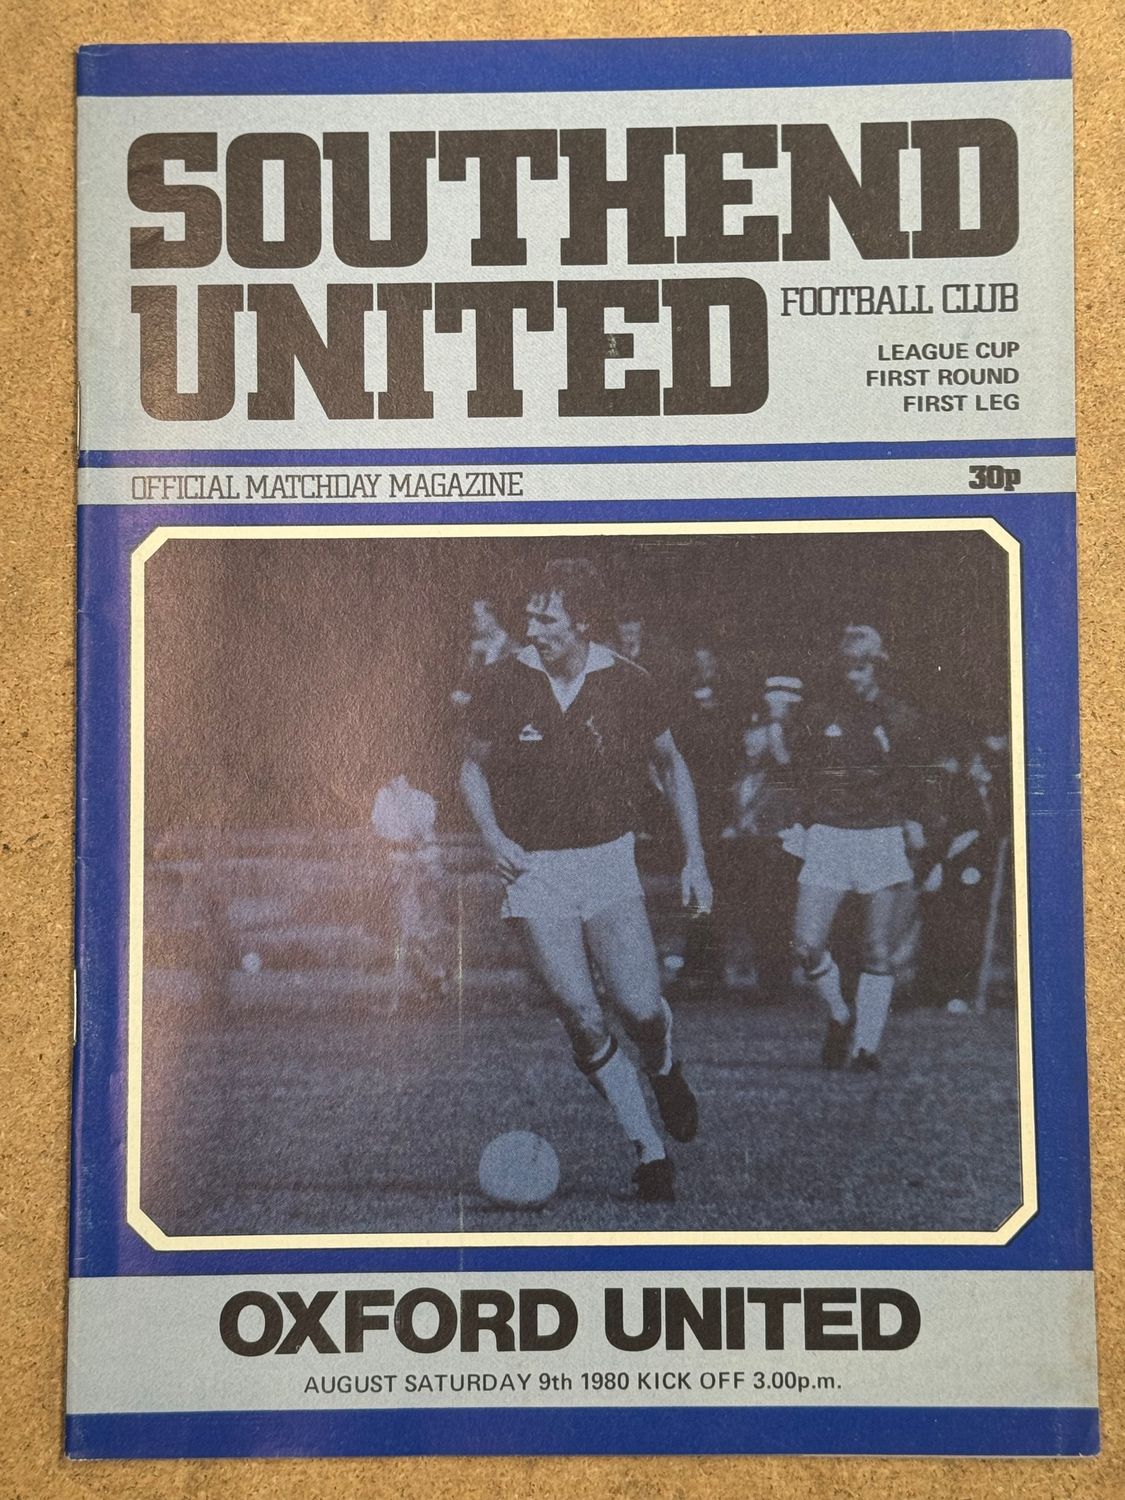 SOUTHEND
UNITED
FOOTBALL CLUB
LEAGUE CUP
FIRST ROUND
FIRST LEG
OFFICIAL MATCHDAY MAGAZINE
30p
OXFORD UNITED
AUGUST SATURDAY 9th 1980 KICK OFF 3.00p.m.